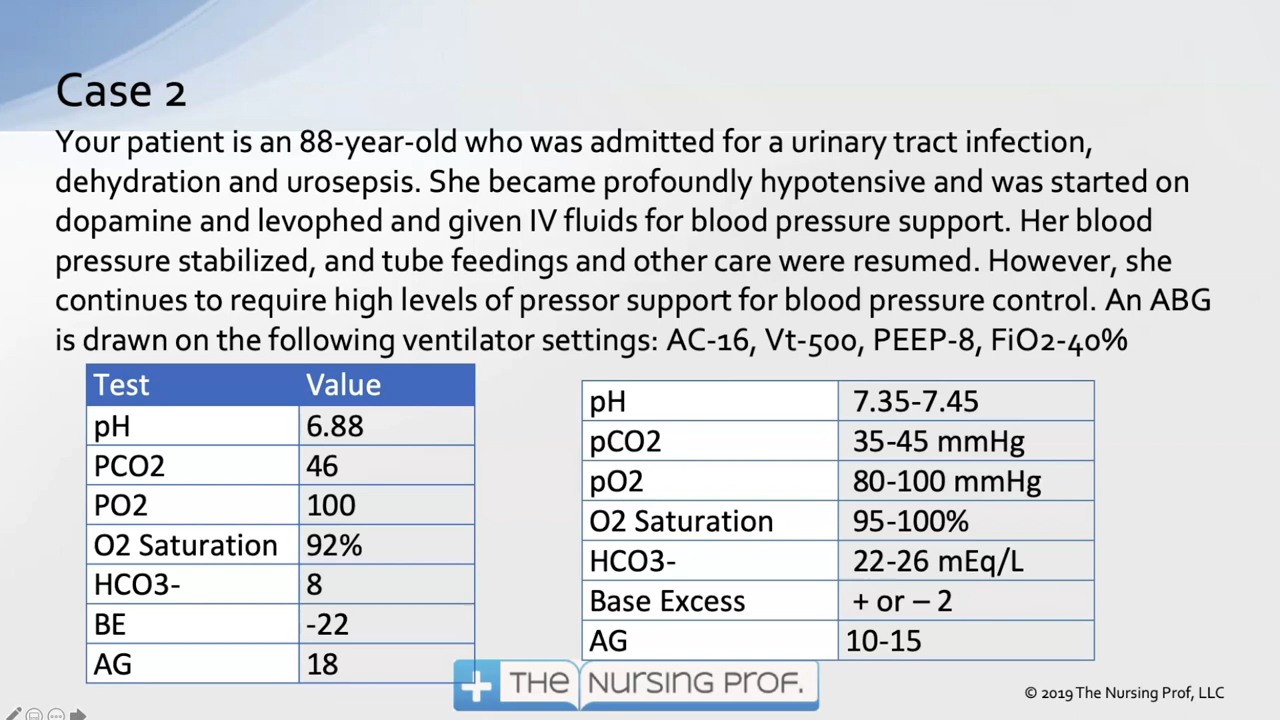 Case 2
Your patient is an 88-year-old who was admitted for a urinary tract infection,
dehydration and urosepsis. She became profoundly hypotensive and was started on
dopamine and levophed and given IV fluids for blood pressure support. Her blood
pressure stabilized, and tube feedings and other care were resumed. However, she
continues to require high levels of pressor support for blood pressure control. An ABG
is drawn on the following ventilator settings: AC-16, Vt-500, PEEP-8, FiO2-40%
Test Value
pH 6.88
PCO2 46
PO2 100
O2 Saturation 92%
HCO3- 8
BE -22
AG 18
pH 7.35-7.45
pCO2 35-45 mmHg
pO2 80-100 mmHg
O2 Saturation 95-100%
HCO3- 22-26 mEq/L
Base Excess + or – 2
AG 10-15
THE NURSING PROF.
© 2019 The Nursing Prof, LLC